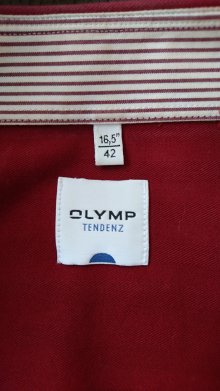 16,5"
42
OLYMP
TENDENZ